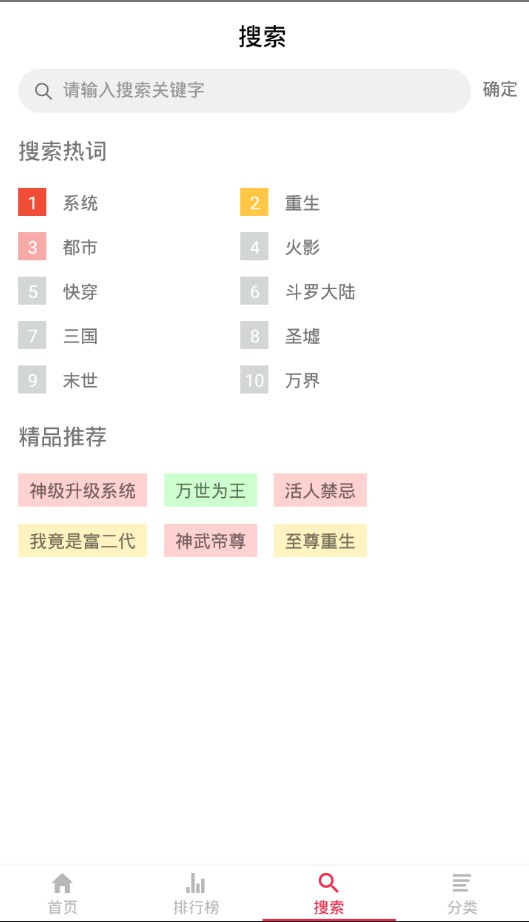 搜索
请输入搜索关键字 确定
搜索热词
1 系统 2 重生
3 都市 4 火影
5 快穿 6 斗罗大陆
7 三国 8 圣墟
9 末世 10 万界
精品推荐
神级升级系统 万世为王 活人禁忌
我竟是富二代 神武帝尊 至尊重生
首页 排行榜 搜索 分类